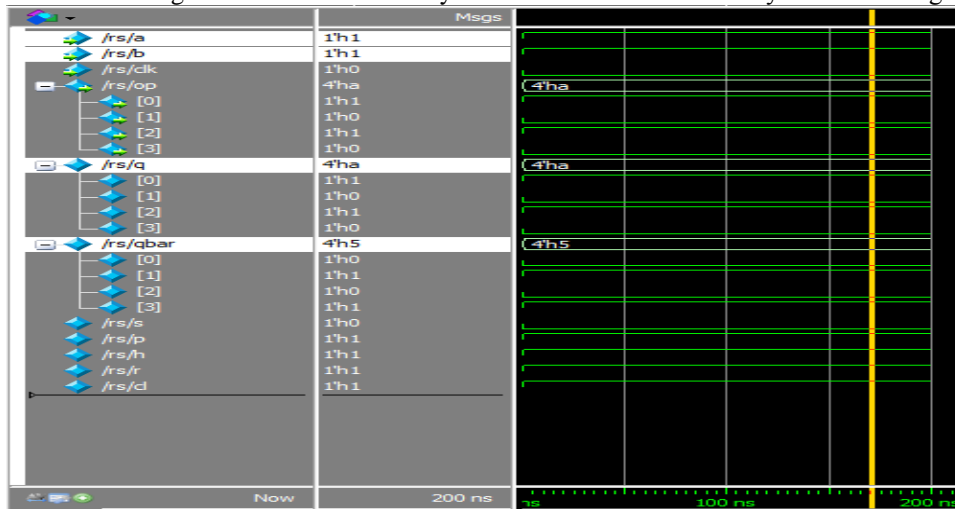 Msgs
/rs/a 1'h1
/rs/b 1'h1
/rs/clk 1'h0
/rs/op 4'ha (4'ha
[0] 1'h1
[1] 1'h0
[2] 1'h1
[3] 1'h0
/rs/q 4'ha (4'ha
[0] 1'h1
[1] 1'h0
[2] 1'h1
[3] 1'h0
/rs/qbar 4'h5 (4'h5
[0] 1'h0
[1] 1'h1
[2] 1'h0
[3] 1'h1
/rs/s 1'h0
/rs/p 1'h1
/rs/h 1'h1
/rs/r 1'h1
/rs/cl 1'h1
Now 200 ns ns 100 ns 200 ns